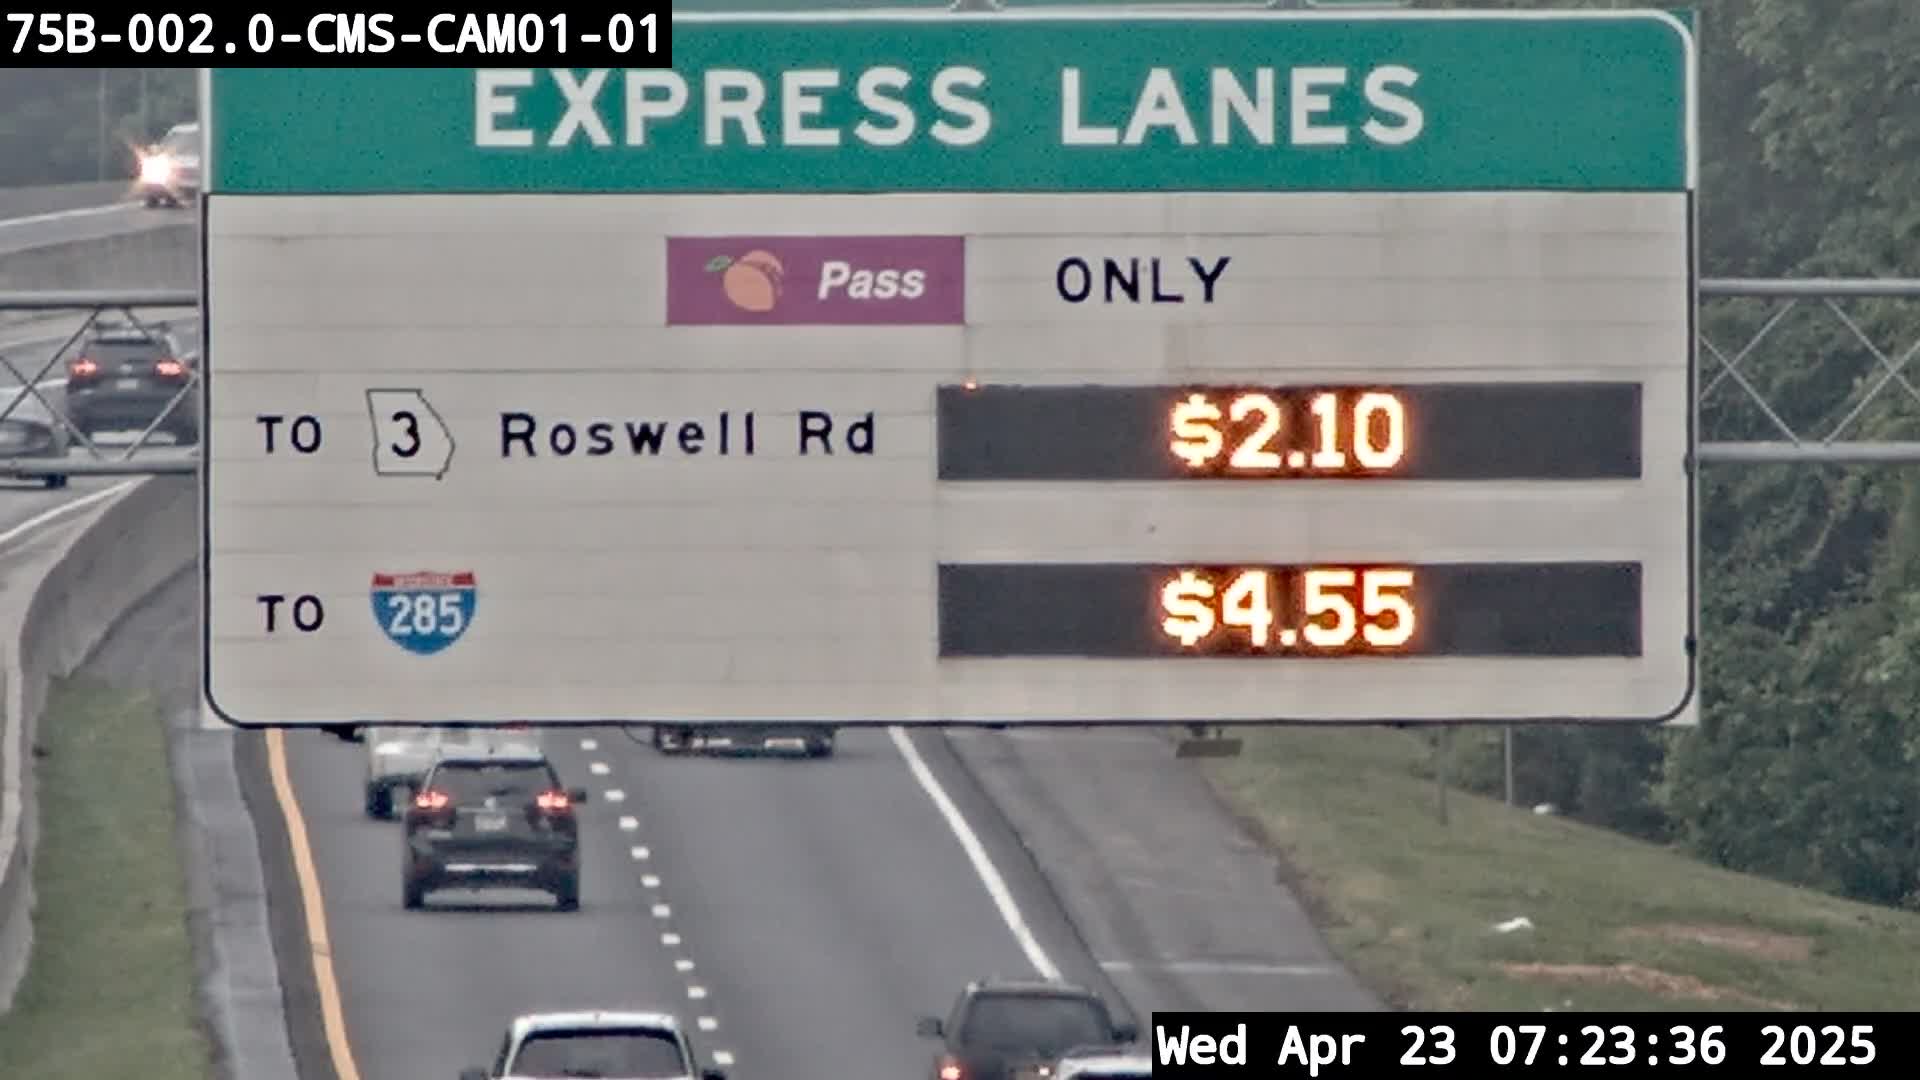 75B-002.0-CMS-CAM01-01
EXPRESS LANES
Pass ONLY
TO 3 Roswell Rd $2.10
TO 285 $4.55
Wed Apr 23 07:23:36 2025